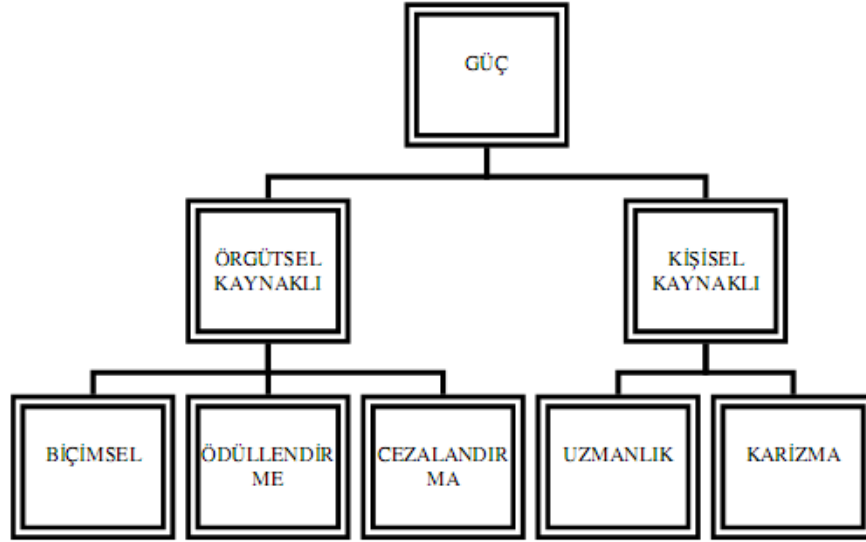 GÜÇ
ÖRGÜTSEL
KAYNAKLI
KİŞİSEL
KAYNAKLI
BİÇİMSEL
ÖDÜLLENDİR
ME
CEZALANDIR
MA
UZMANLIK
KARİZMA